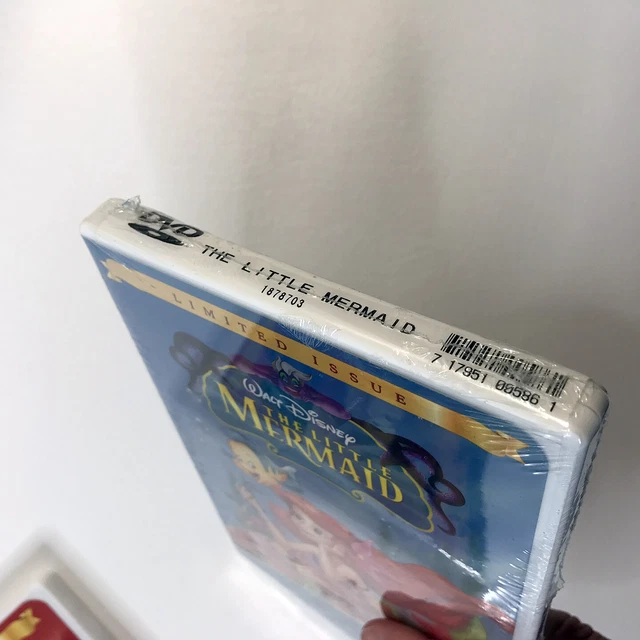 DVD
THE LITTLE MERMAID
1878703
7 17951 00586 1
LIMITED ISSUE
WALT DISNEY
THE LITTLE
MERMAID